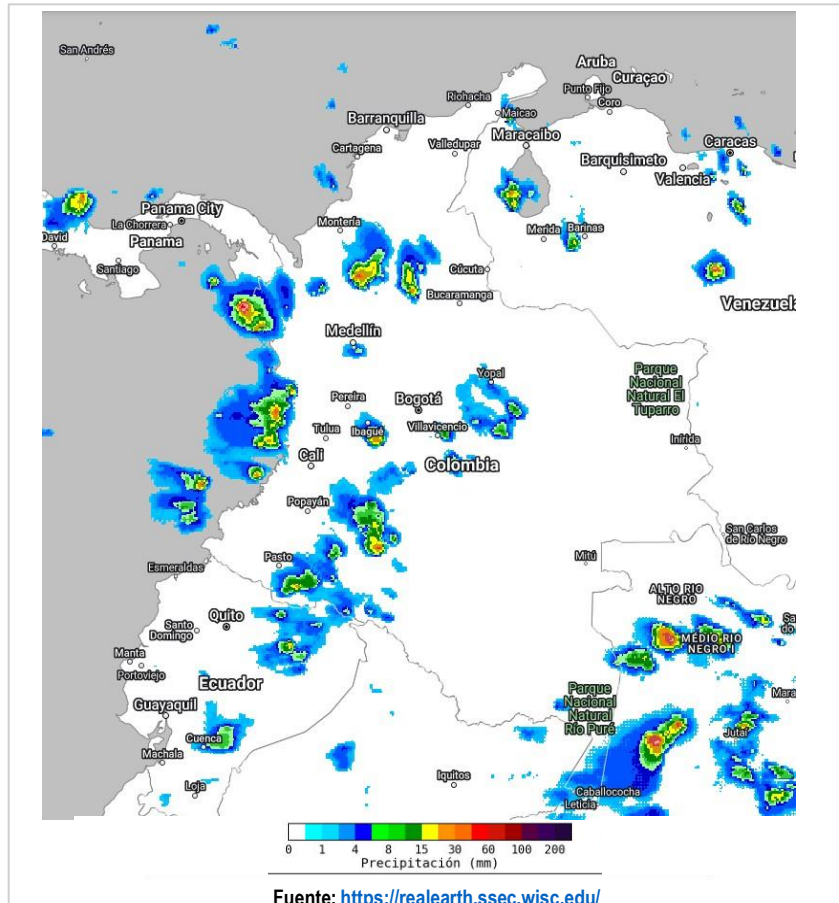 San Andrés
Aruba
Curaçao
Punto Fijo
Coro
Riohacha
Maicao
Barranquilla
Maracaibo
Caracas
Cartagena
Valledupar
Barquisimeto
Valencia
Panama City
La Chorrera
David
Panama
Montería
Merida
Barinas
Santiago
Cúcuta
Bucaramanga
Venezuela
Medellín
Parque
Nacional
Natural El
Tuparro
Yopal
Pereira
Bogotá
Tulua
Ibagué
Villavicencio
Inírida
Cali
Colombia
Popayán
San Carlos
de Río Negro
Esmeraldas
Pasto
Mitú
ALTO RIO
NEGRO
Santo
Domingo
Quito
MÉDIO RIO
NEGRO I
Manta
Portoviejo
Ecuador
Parque
Nacional
Natural
Río Puré
Guayaquil
Cuenca
Jutaí
Machala
Iquitos
Caballococha
Leticia
Loja
0 1 4 8 15 30 60 100 200
Precipitación (mm)
Fuente: https://realearth.ssec.wisc.edu/